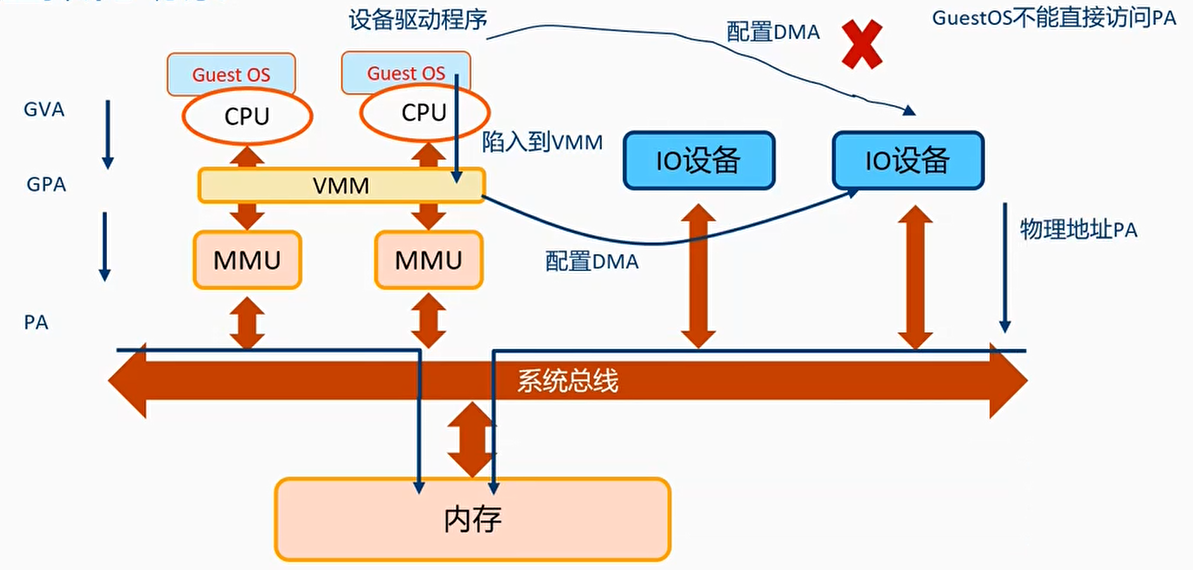 设备驱动程序
配置DMA
GuestOS不能直接访问PA
Guest OS
Guest OS
GVA
CPU
CPU
陷入到VMM
IO设备
IO设备
GPA
VMM
物理地址PA
MMU
MMU
配置DMA
PA
系统总线
内存